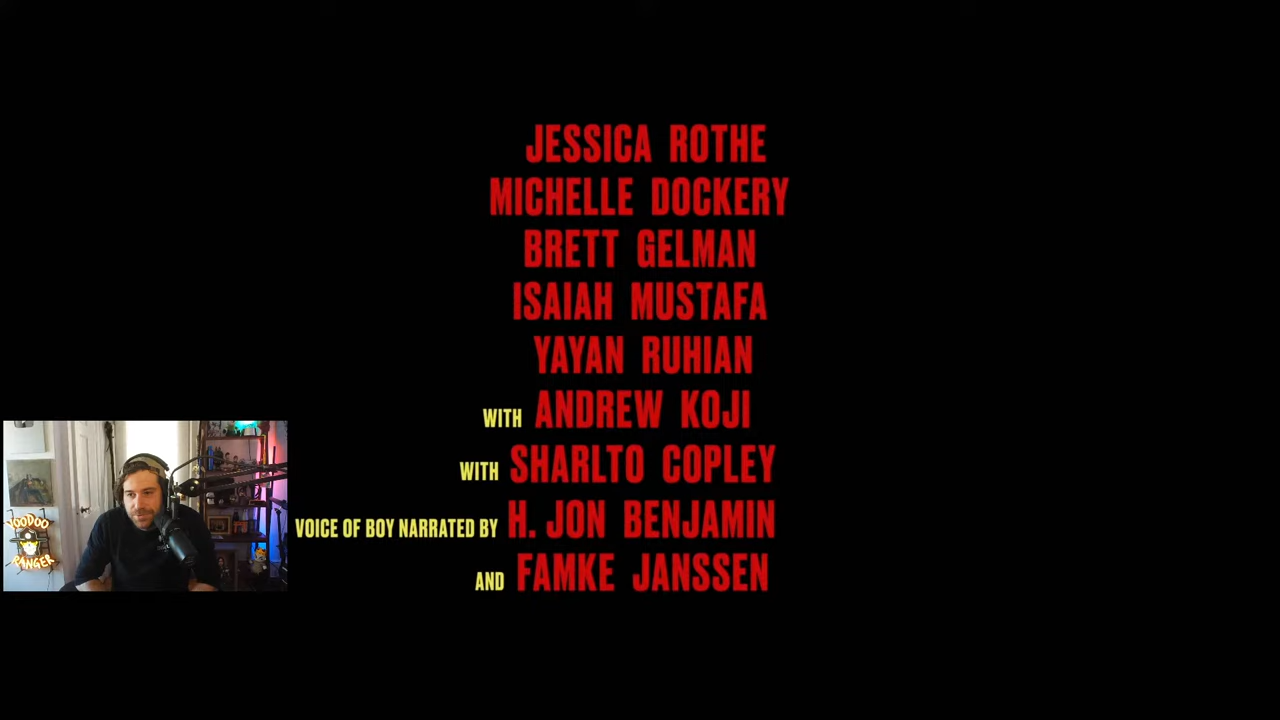 JESSICA ROTHE
MICHELLE DOCKERY
BRETT GELMAN
ISAIAH MUSTAFA
YAYAN RUHIAN
WITH ANDREW KOJI
WITH SHARLTO COPLEY
VOICE OF BOY NARRATED BY H. JON BENJAMIN
AND FAMKE JANSSEN
VOODOO
RANGER